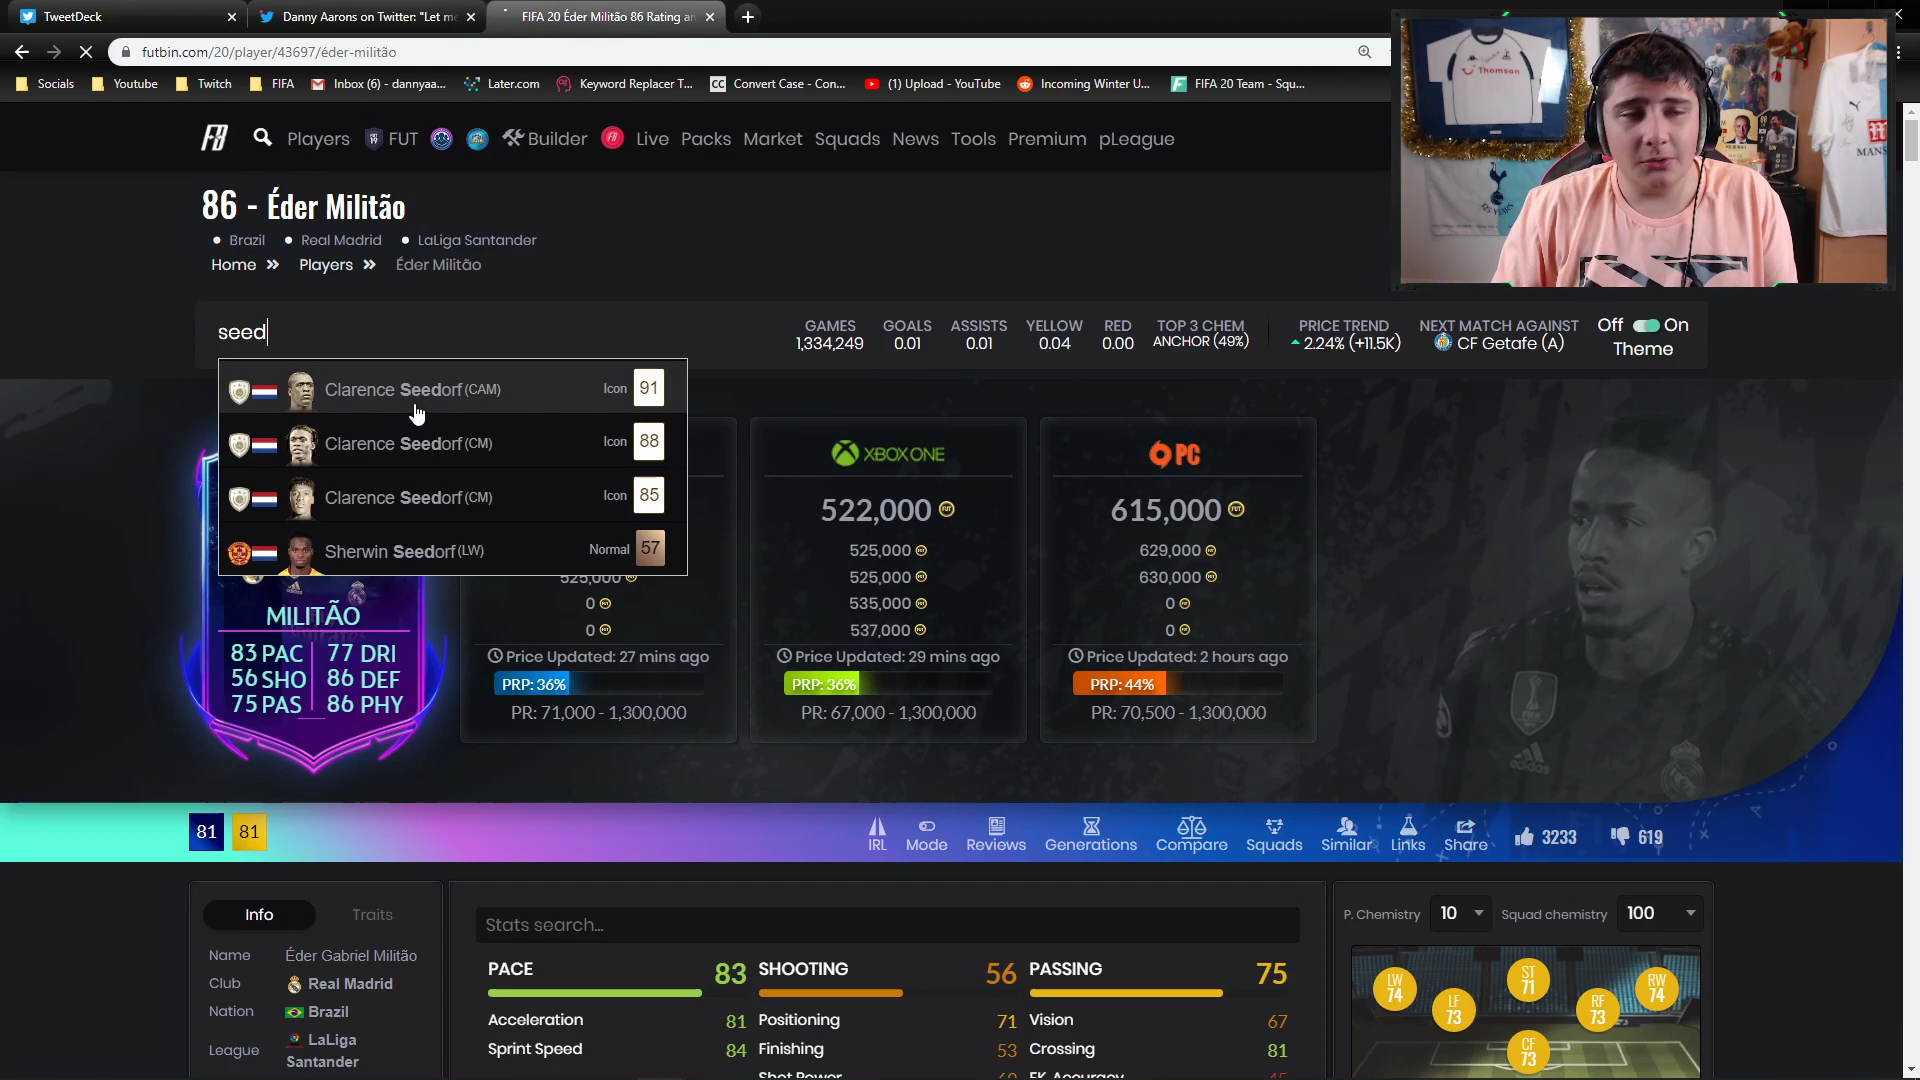 TweetDeck
Danny Aarons on Twitter: "Let me
FIFA 20 Éder Militão 86 Rating an
futbin.com/20/player/43697/éder-militão
Socials
Youtube
Twitch
FIFA
Inbox (6) - dannyaa...
Later.com
Keyword Replacer T...
CC Convert Case - Con...
(1) Upload - YouTube
Incoming Winter U...
FIFA 20 Team - Squ...
Players
FUT
Builder
Live
Packs
Market
Squads
News
Tools
Premium
pLeague
86 - Éder Militão
Brazil
Real Madrid
LaLiga Santander
Home
Players
Éder Militão
seed
GAMES
1,334,249
GOALS
0.01
ASSISTS
0.01
YELLOW
0.04
RED
0.00
TOP 3 CHEM
ANCHOR (49%)
PRICE TREND
2.24% (+11.5K)
NEXT MATCH AGAINST
CF Getafe (A)
Off On
Theme
Clarence Seedorf (CAM) Icon 91
Clarence Seedorf (CM) Icon 88
Clarence Seedorf (CM) Icon 85
Sherwin Seedorf (LW) Normal 57
MILITÃO
83 PAC 77 DRI
56 SHO 86 DEF
75 PAS 86 PHY
525,000
0
0
Price Updated: 27 mins ago
PRP: 36%
PR: 71,000 - 1,300,000
XBOX ONE
522,000
525,000
525,000
535,000
537,000
Price Updated: 29 mins ago
PRP: 36%
PR: 67,000 - 1,300,000
PC
615,000
629,000
630,000
0
0
Price Updated: 2 hours ago
PRP: 44%
PR: 70,500 - 1,300,000
81
81
IRL
Mode
Reviews
Generations
Compare
Squads
Similar
Links
Share
3233
619
Info
Traits
Name Éder Gabriel Militão
Club Real Madrid
Nation Brazil
League LaLiga
Santander
Stats search...
PACE 83
Acceleration 81
Sprint Speed 84
SHOOTING 56
Positioning 71
Finishing 53
Shot Power
PASSING 75
Vision 67
Crossing 81
FK Accuracy
P. Chemistry 10
Squad chemistry 100
LW
74
LF
73
ST
71
RF
73
RW
74
CF
73
Thomson
125 YEARS
MANS